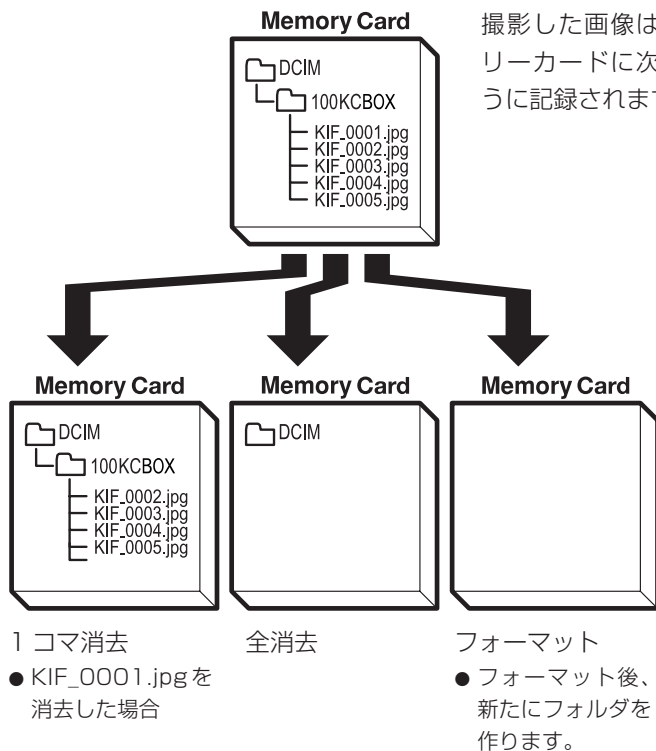 Memory Card
撮影した画像は
リーカードに次
うに記録されま
DCIM
100KCBOX
KIF_0001.jpg
KIF_0002.jpg
KIF_0003.jpg
KIF_0004.jpg
KIF_0005.jpg
Memory Card
DCIM
100KCBOX
KIF_0002.jpg
KIF_0003.jpg
KIF_0004.jpg
KIF_0005.jpg
1 コマ消去
● KIF_0001.jpgを
消去した場合
Memory Card
DCIM
全消去
Memory Card
フォーマット
● フォーマット後、
新たにフォルダを
作ります。